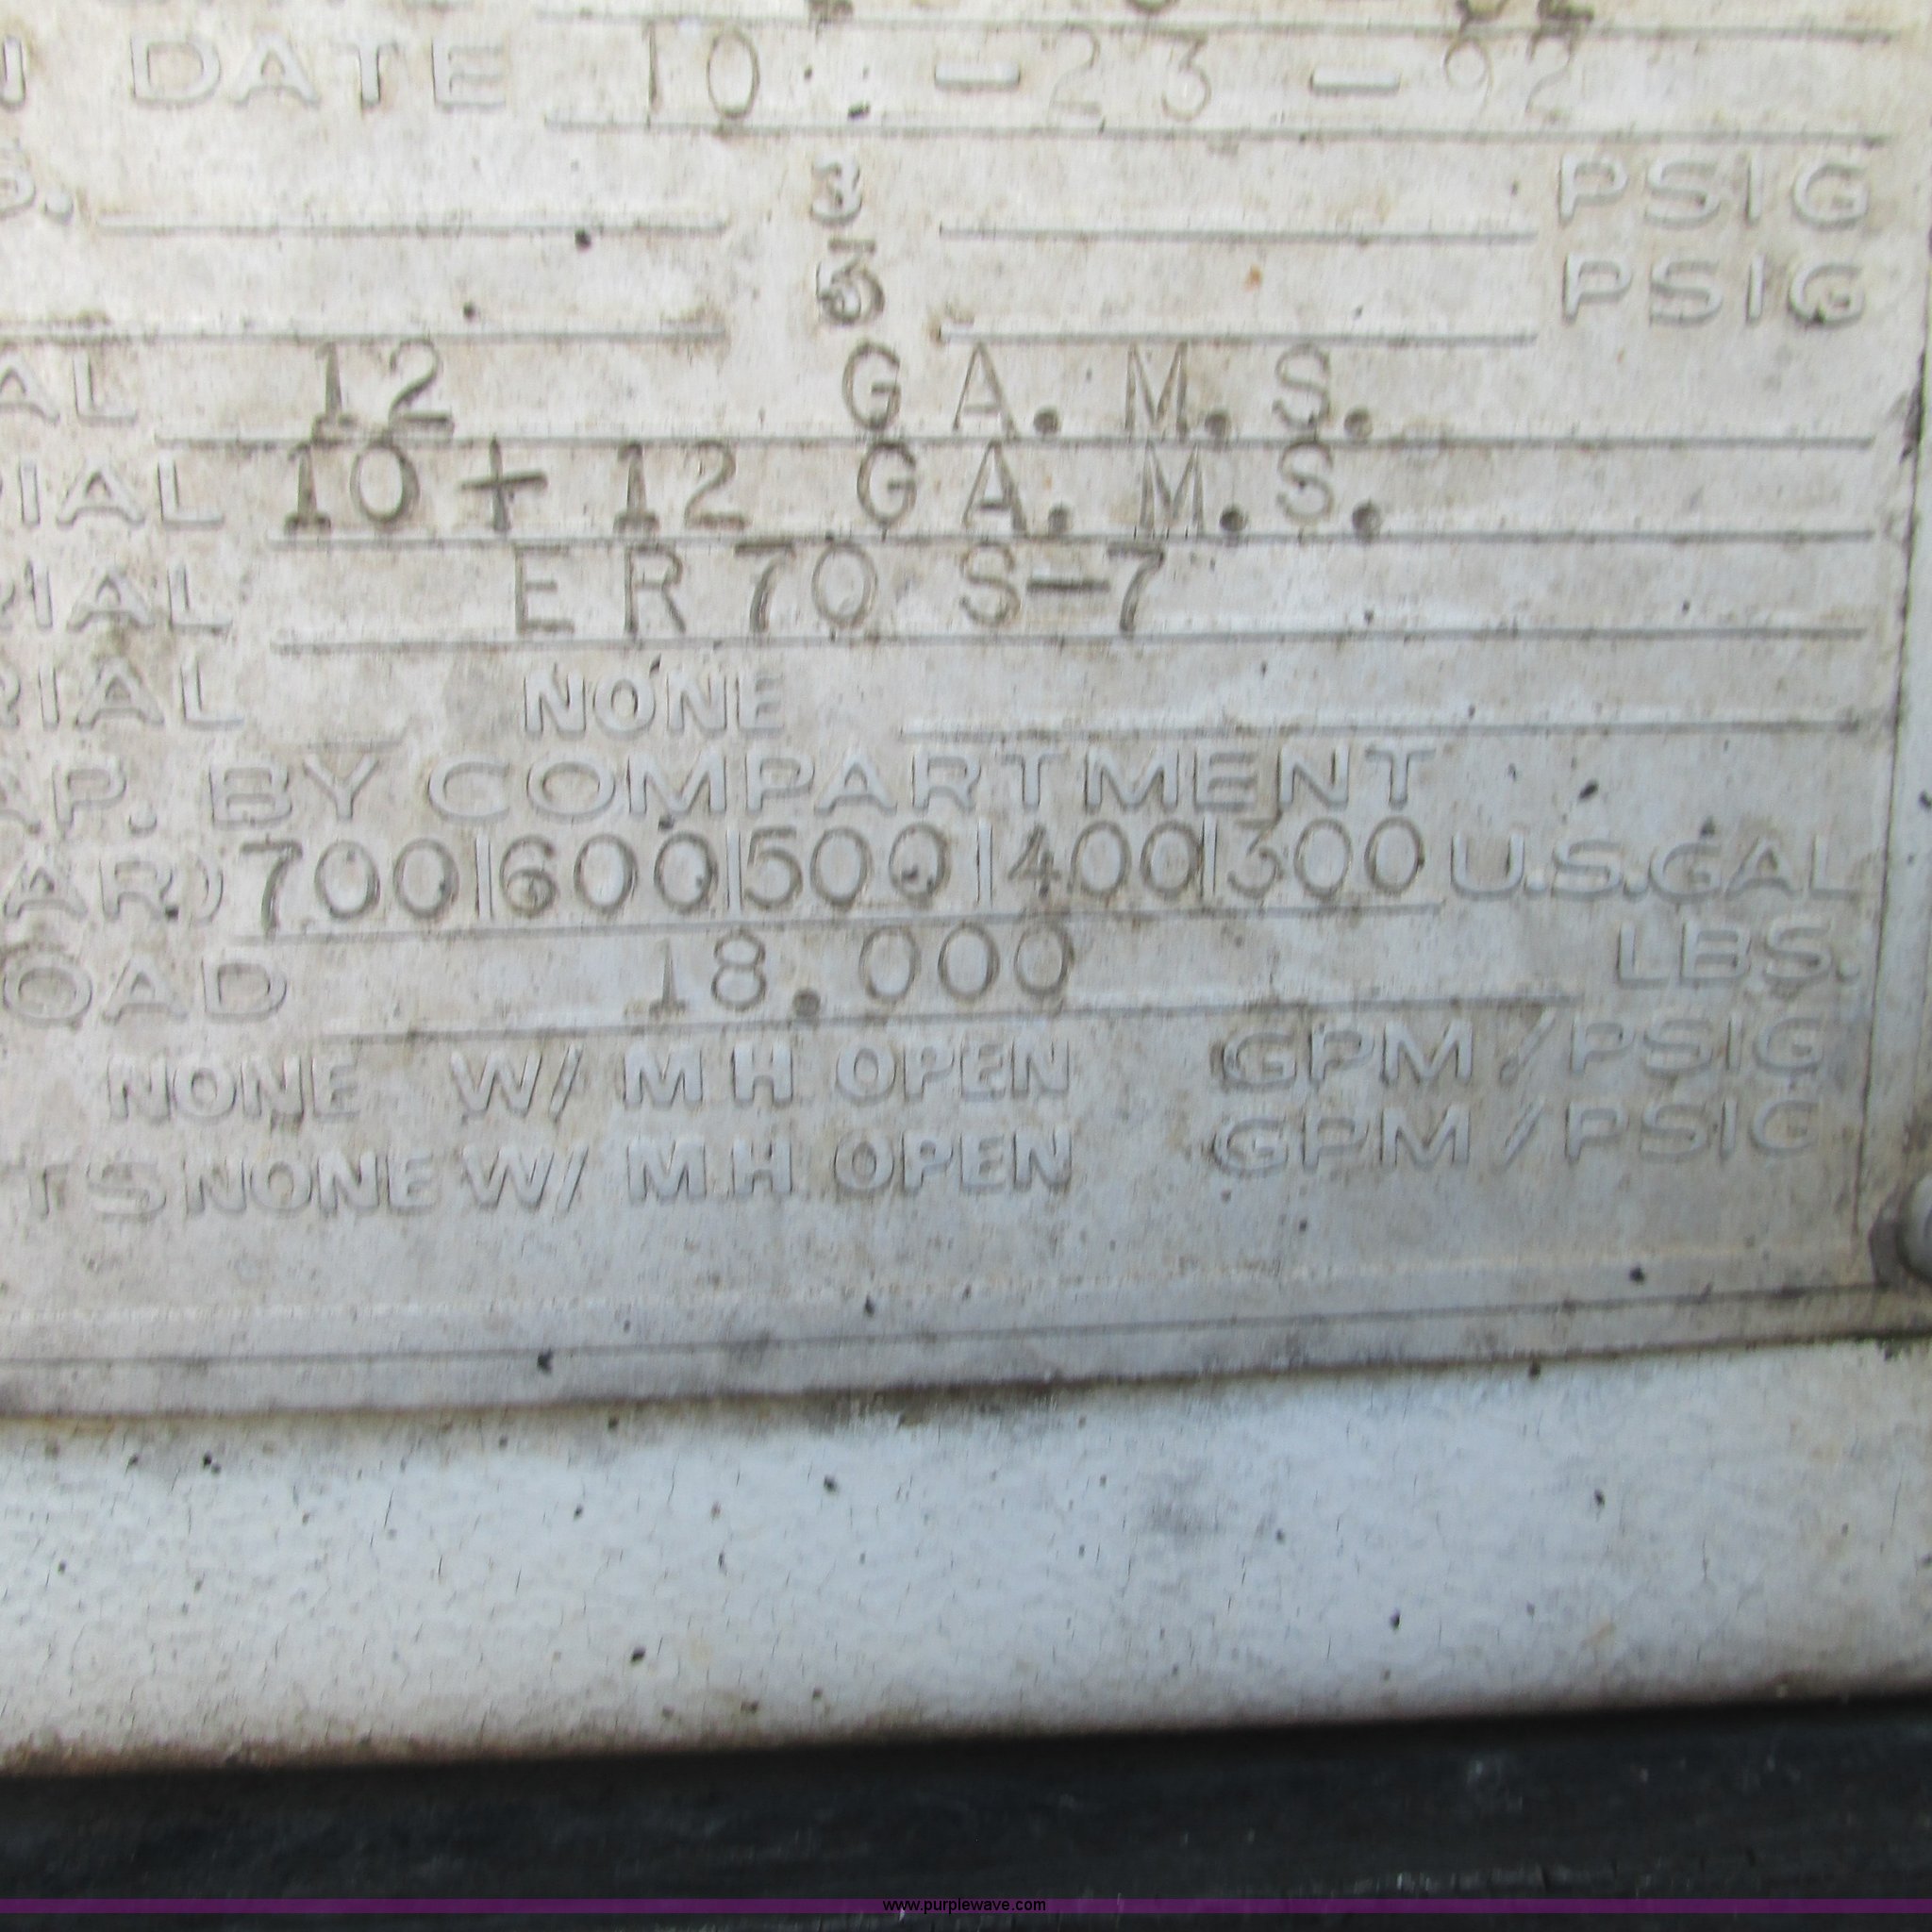 DATE 10 - 23 - 92
3 PSIG
5 PSIG
AL 12 GA. M.S.
IAL 10 + 12 GA. M.S.
RIAL ER70 S-7
RIAL NONE
P. BY COMPARTMENT
AR) 700|600|500|400|300 U.S.GAL
OAD 18.000 LBS.
NONE W/ MH OPEN GPM/PSIG
TS NONE W/ MH OPEN GPM/PSIG
www.purplewave.com